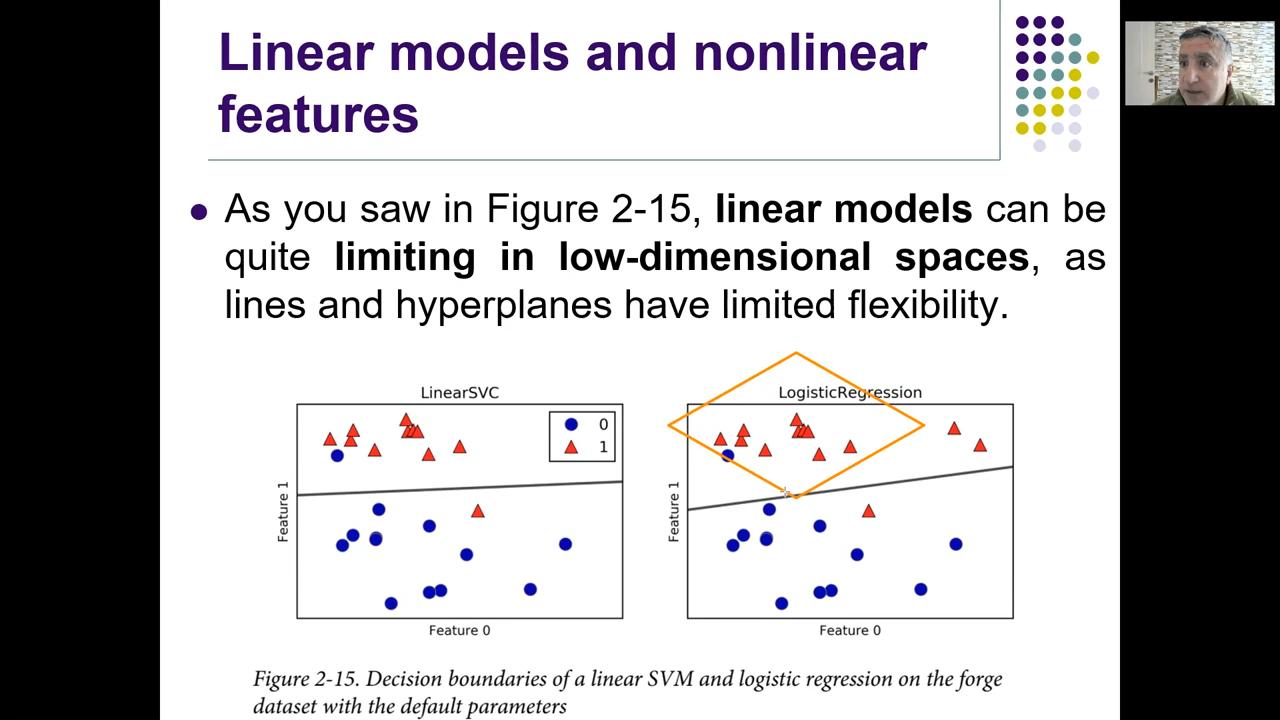 Linear models and nonlinear
features
As you saw in Figure 2-15, linear models can be
quite limiting in low-dimensional spaces, as
lines and hyperplanes have limited flexibility.
LinearSVC
0
1
Feature 1
Feature 0
LogisticRegression
Feature 1
Feature 0
Figure 2-15. Decision boundaries of a linear SVM and logistic regression on the forge
dataset with the default parameters